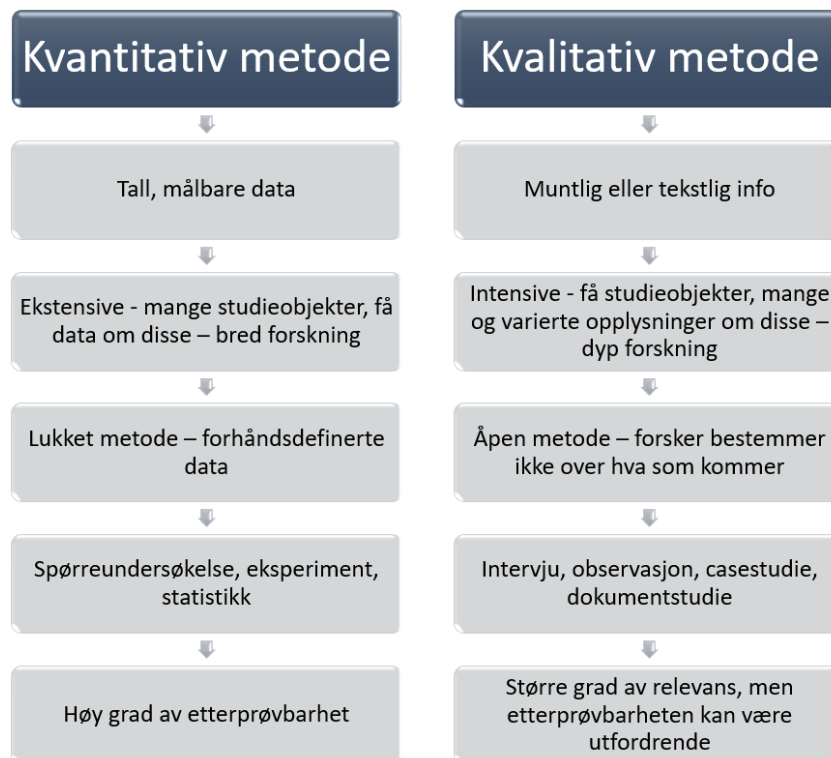 Kvantitativ metode
Tall, målbare data
Ekstensive - mange studieobjekter, få
data om disse – bred forskning
Lukket metode – forhåndsdefinerte
data
Spørreundersøkelse, eksperiment,
statistikk
Høy grad av etterprøvbarhet
Kvalitativ metode
Muntlig eller tekstlig info
Intensive - få studieobjekter, mange
og varierte opplysninger om disse –
dyp forskning
Åpen metode – forsker bestemmer
ikke over hva som kommer
Intervju, observasjon, casestudie,
dokumentstudie
Større grad av relevans, men
etterprøvbarheten kan være
utfordrende